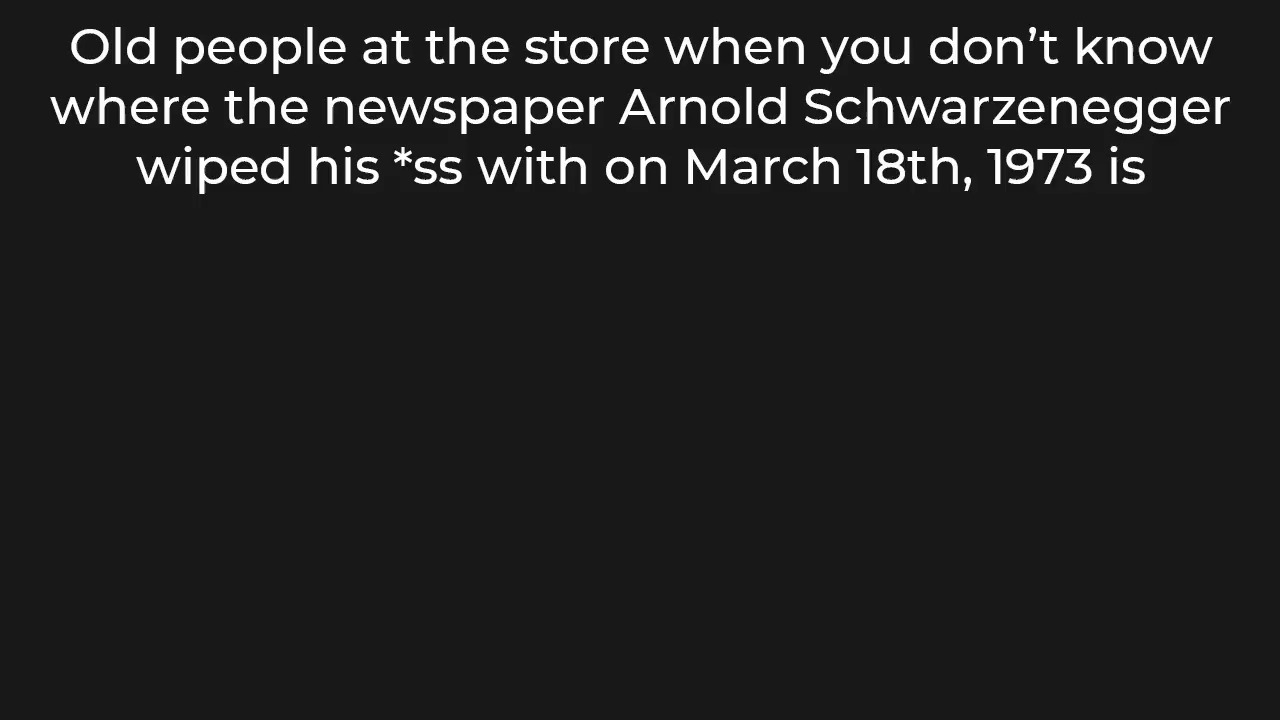 Old people at the store when you don’t know
where the newspaper Arnold Schwarzenegger
wiped his *ss with on March 18th, 1973 is